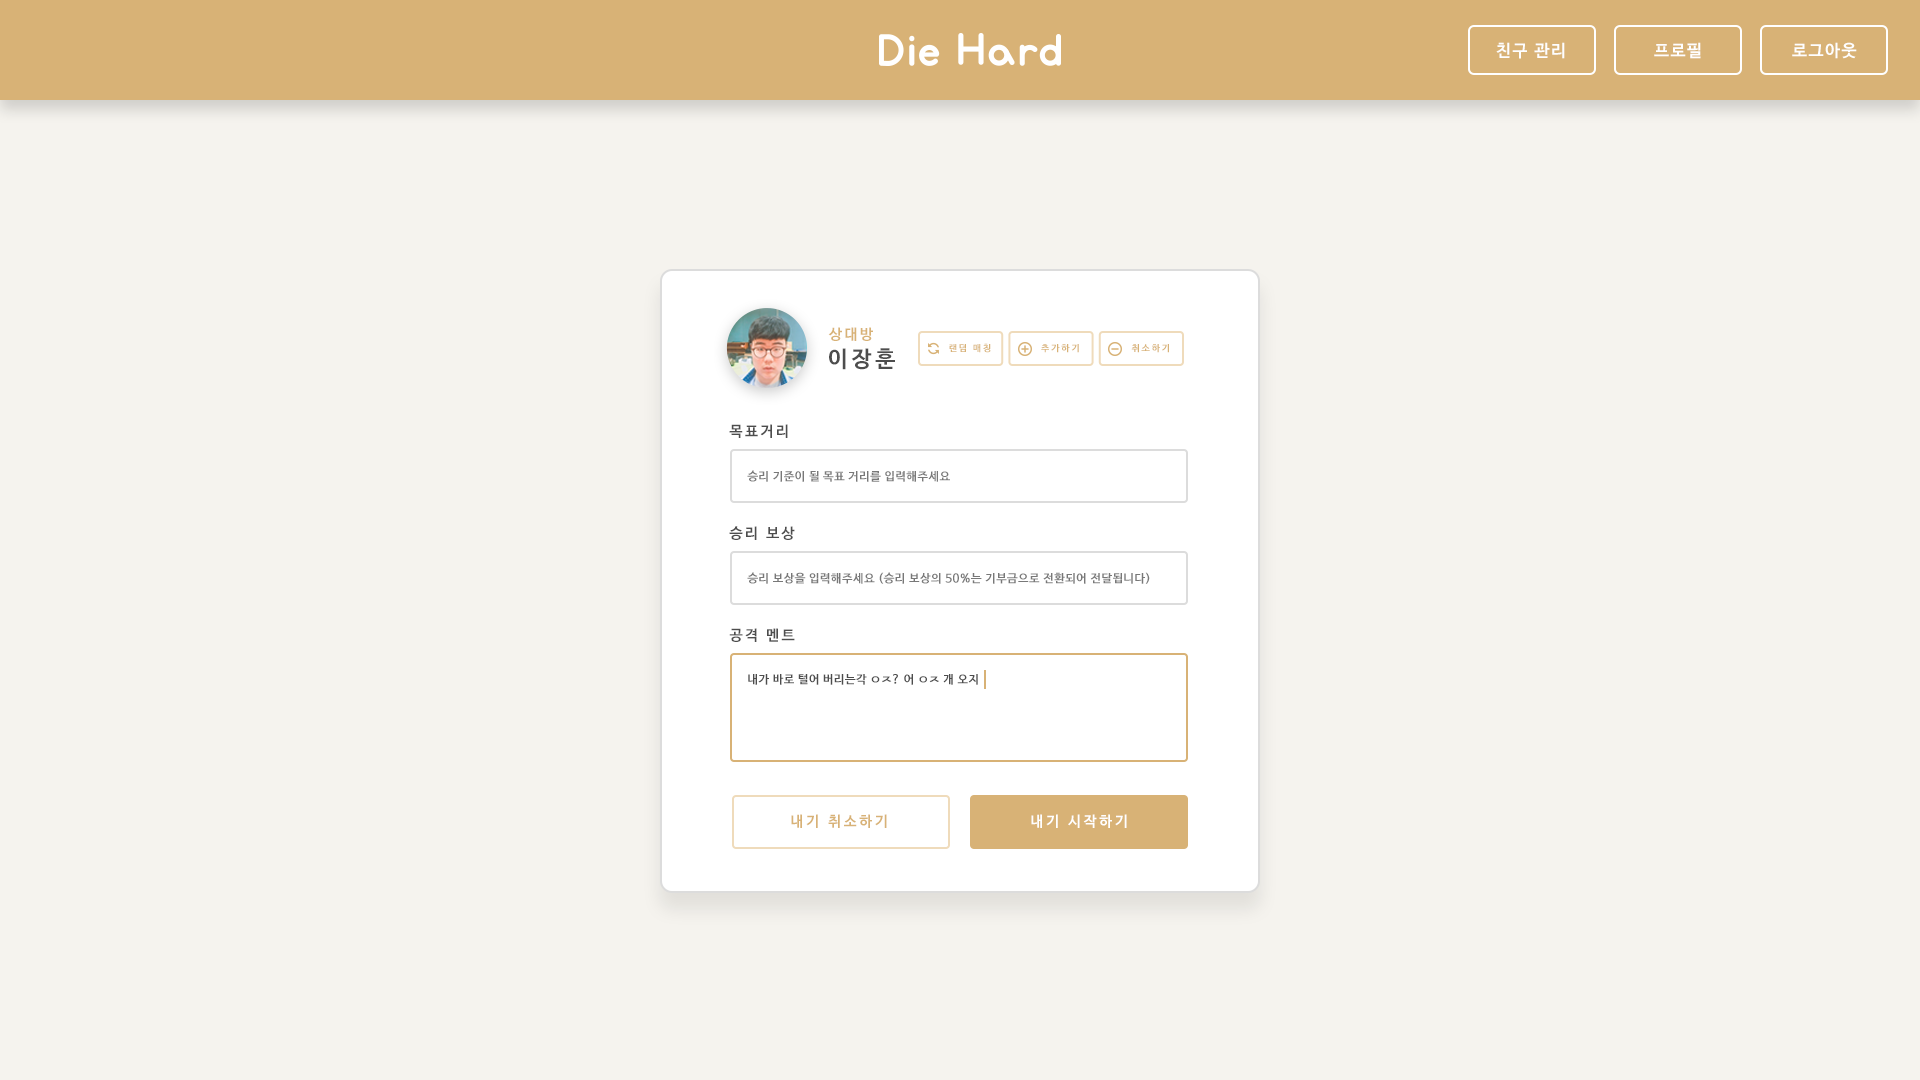 Die Hard
친구 관리
프로필
로그아웃
상대방
이장훈
랜덤 매칭
추가하기
취소하기
목표거리
승리 기준이 될 목표 거리를 입력해주세요
승리 보상
승리 보상을 입력해주세요 (승리 보상의 50%는 기부금으로 전환되어 전달됩니다)
공격 멘트
내가 바로 털어 버리는각 ㅇㅈ? 어 ㅇㅈ 개 오지
내기 취소하기
내기 시작하기